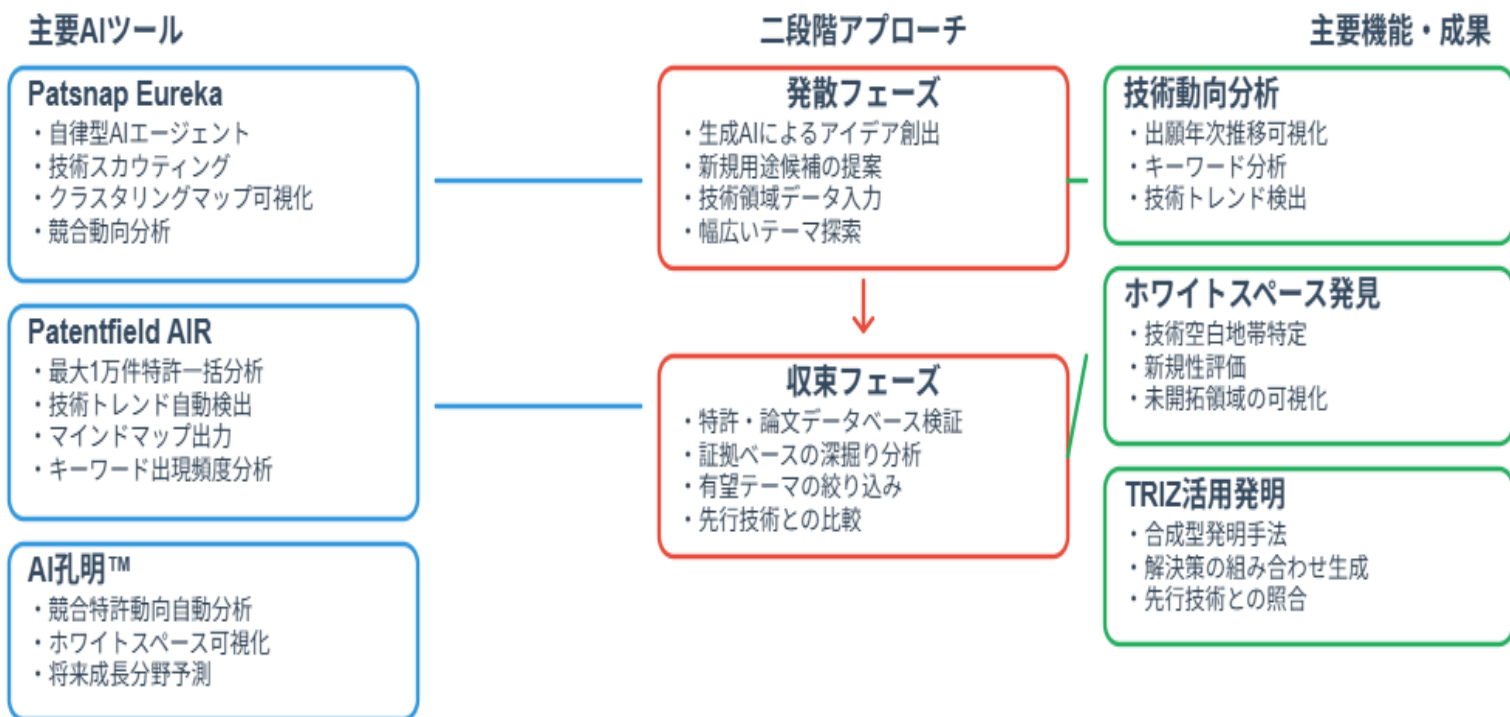 主要AIツール
Patsnap Eureka
・自律型AIエージェント
・技術スカウティング
・クラスタリングマップ可視化
・競合動向分析
Patentfield AIR
・最大1万件特許一括分析
・技術トレンド自動検出
・マインドマップ出力
・キーワード出現頻度分析
AI孔明™
・競合特許動向自動分析
・ホワイトスペース可視化
・将来成長分野予測
二段階アプローチ
発散フェーズ
・生成AIによるアイデア創出
・新規用途候補の提案
・技術領域データ入力
・幅広いテーマ探索
収束フェーズ
・特許・論文データベース検証
・証拠ベースの深掘り分析
・有望テーマの絞り込み
・先行技術との比較
主要機能・成果
技術動向分析
・出願年次推移可視化
・キーワード分析
・技術トレンド検出
ホワイトスペース発見
・技術空白地帯特定
・新規性評価
・未開拓領域の可視化
TRIZ活用発明
・合成型発明手法
・解決策の組み合わせ生成
・先行技術との照合